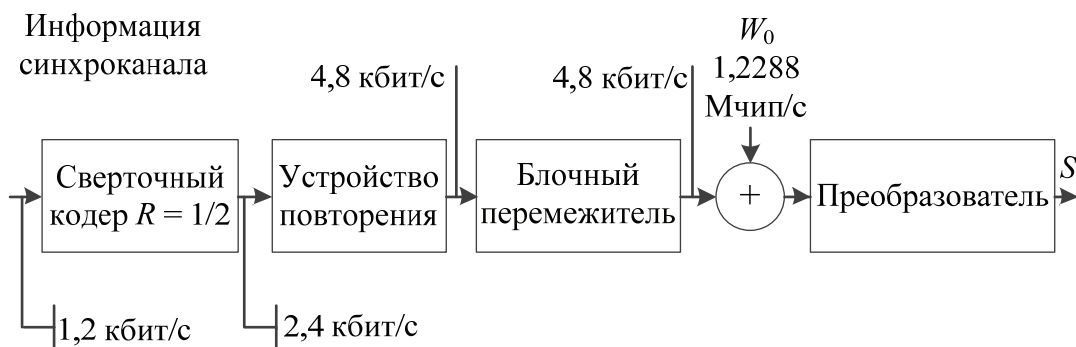 Информация
синхроканала
4,8 кбит/с
4,8 кбит/с
W₀
1,2288
Мчип/с
Сверточный
кодер R = 1/2
Устройство
повторения
Блочный
перемежитель
+
Преобразователь
S
1,2 кбит/с
2,4 кбит/с